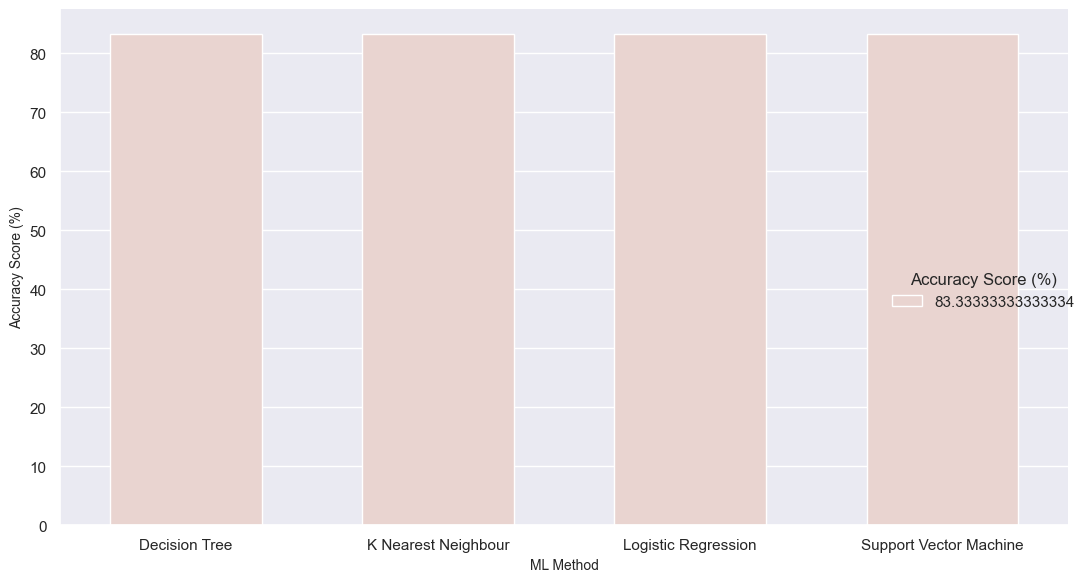 80
70
60
50
40
30
20
10
0
Accuracy Score (%)
Accuracy Score (%)
83.33333333333334
Decision Tree
K Nearest Neighbour
Logistic Regression
Support Vector Machine
ML Method